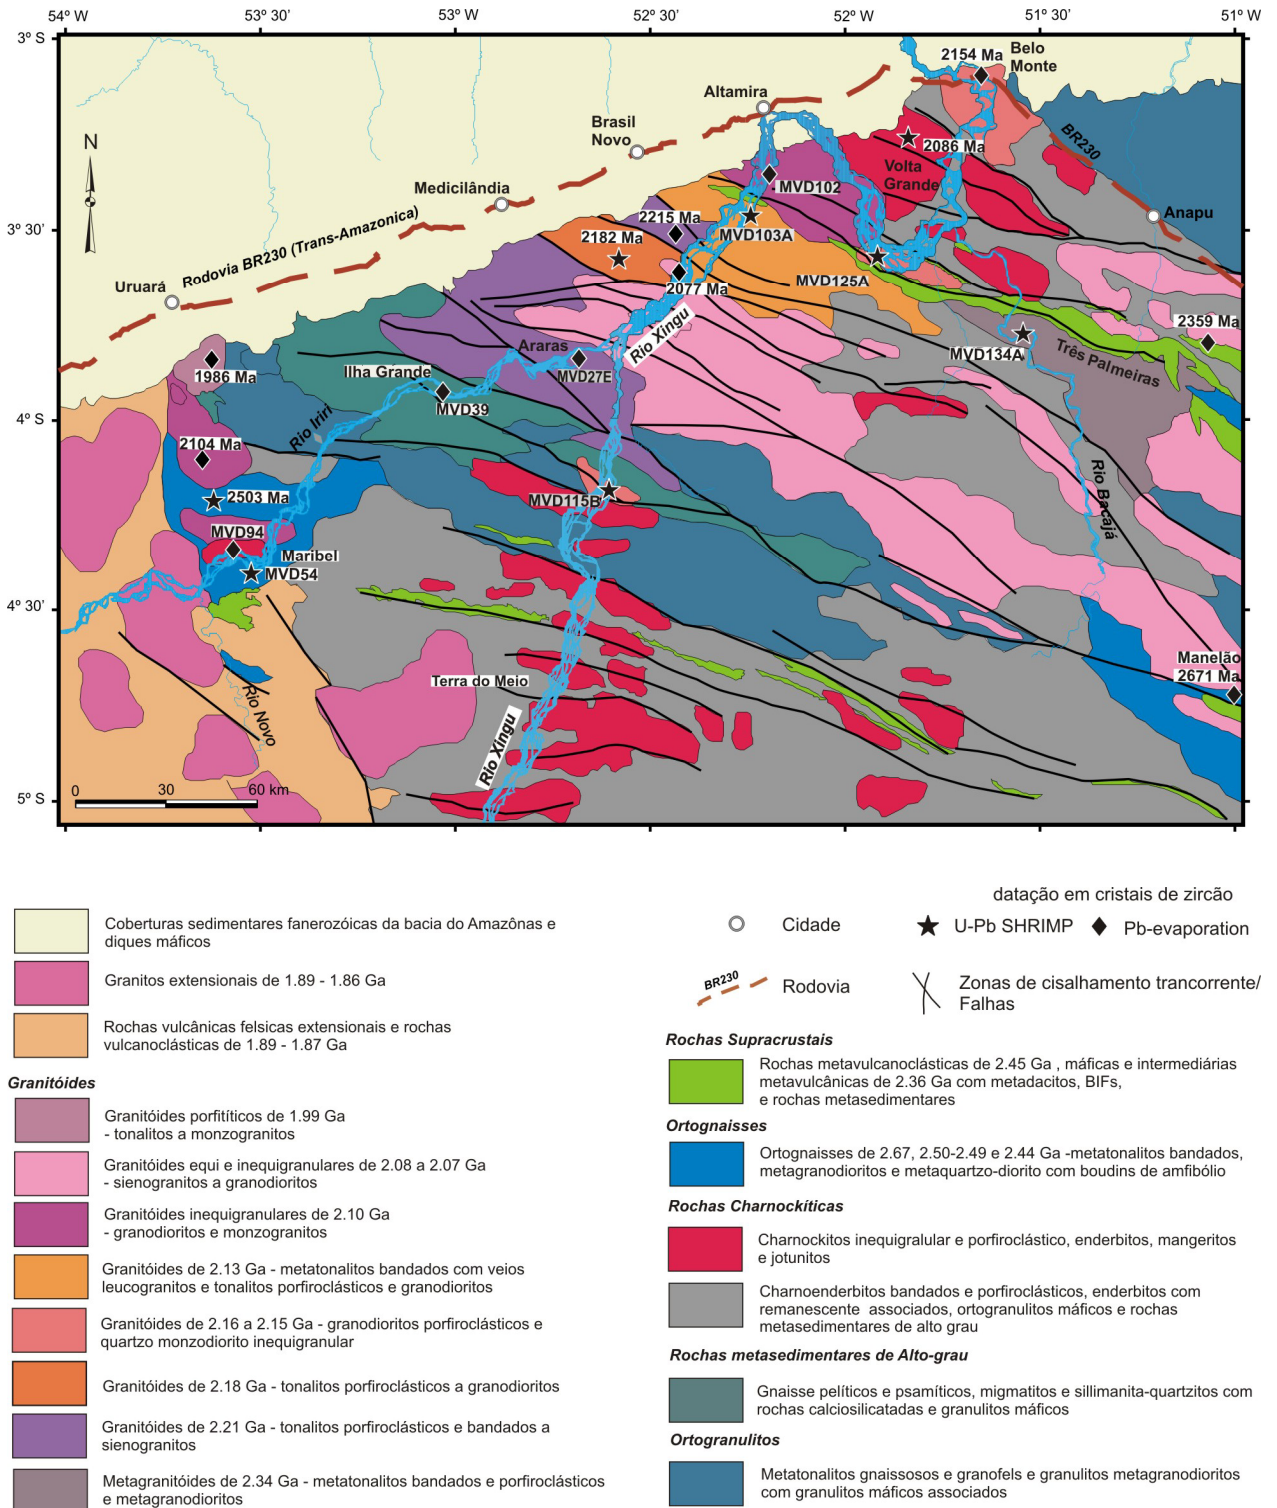 54º W
53º 30'
53º W
52º 30'
52º W
51º 30'
51º W
3º S
3º 30'
4º S
4º 30'
5º S
N
2154 Ma
Belo
Monte
Altamira
Brasil
Novo
BR230
2086 Ma
Volta
Grande
MVD102
Medicilândia
Anapu
2215 Ma
MVD103A
2182 Ma
Rodovia BR230 (Trans-Amazonica)
MVD125A
2077 Ma
Uruará
2359 Ma
Rio Xingu
Araras
MVD134A
Três Palmeiras
Ilha Grande
MVD27E
1986 Ma
MVD39
Rio Iriri
2104 Ma
Rio Bacajá
2503 Ma
MVD115B
MVD94
Maribel
MVD54
Manelão
2671 Ma
Terra do Meio
Rio Novo
Rio Xingu
0
30
60 km
Coberturas sedimentares fanerozóicas da bacia do Amazônas e
diques máficos
Granitos extensionais de 1.89 - 1.86 Ga
Rochas vulcânicas felsicas extensionais e rochas
vulcanoclásticas de 1.89 - 1.87 Ga
Granitóides
Granitóides porfitíticos de 1.99 Ga
- tonalitos a monzogranitos
Granitóides equi e inequigranulares de 2.08 a 2.07 Ga
- sienogranitos a granodioritos
Granitóides inequigranulares de 2.10 Ga
- granodioritos e monzogranitos
Granitóides de 2.13 Ga - metatonalitos bandados com veios
leucogranitos e tonalitos porfiroclásticos e granodioritos
Granitóides de 2.16 a 2.15 Ga - granodioritos porfiroclásticos e
quartzo monzodiorito inequigranular
Granitóides de 2.18 Ga - tonalitos porfiroclásticos a granodioritos
Granitóides de 2.21 Ga - tonalitos porfiroclásticos e bandados a
sienogranitos
Metagranitóides de 2.34 Ga - metatonalitos bandados e porfiroclásticos
e metagranodioritos
datação em cristais de zircão
Cidade
U-Pb SHRIMP
Pb-evaporation
BR230
Rodovia
Zonas de cisalhamento trancorrente/
Falhas
Rochas Supracrustais
Rochas metavulcanoclásticas de 2.45 Ga , máficas e intermediárias
metavulcânicas de 2.36 Ga com metadacitos, BIFs,
e rochas metasedimentares
Ortognaisses
Ortognaisses de 2.67, 2.50-2.49 e 2.44 Ga -metatonalitos bandados,
metagranodioritos e metaquartzo-diorito com boudins de amfibólio
Rochas Charnockíticas
Charnockitos inequigralular e porfiroclástico, enderbitos, mangeritos
e jotunitos
Charnoenderbitos bandados e porfiroclásticos, enderbitos com
remanescente associados, ortogranulitos máficos e rochas
metasedimentares de alto grau
Rochas metasedimentares de Alto-grau
Gnaisse pelíticos e psamíticos, migmatitos e sillimanita-quartzitos com
rochas calciosilicatadas e granulitos máficos
Ortogranulitos
Metatonalitos gnaissosos e granofels e granulitos metagranodioritos
com granulitos máficos associados